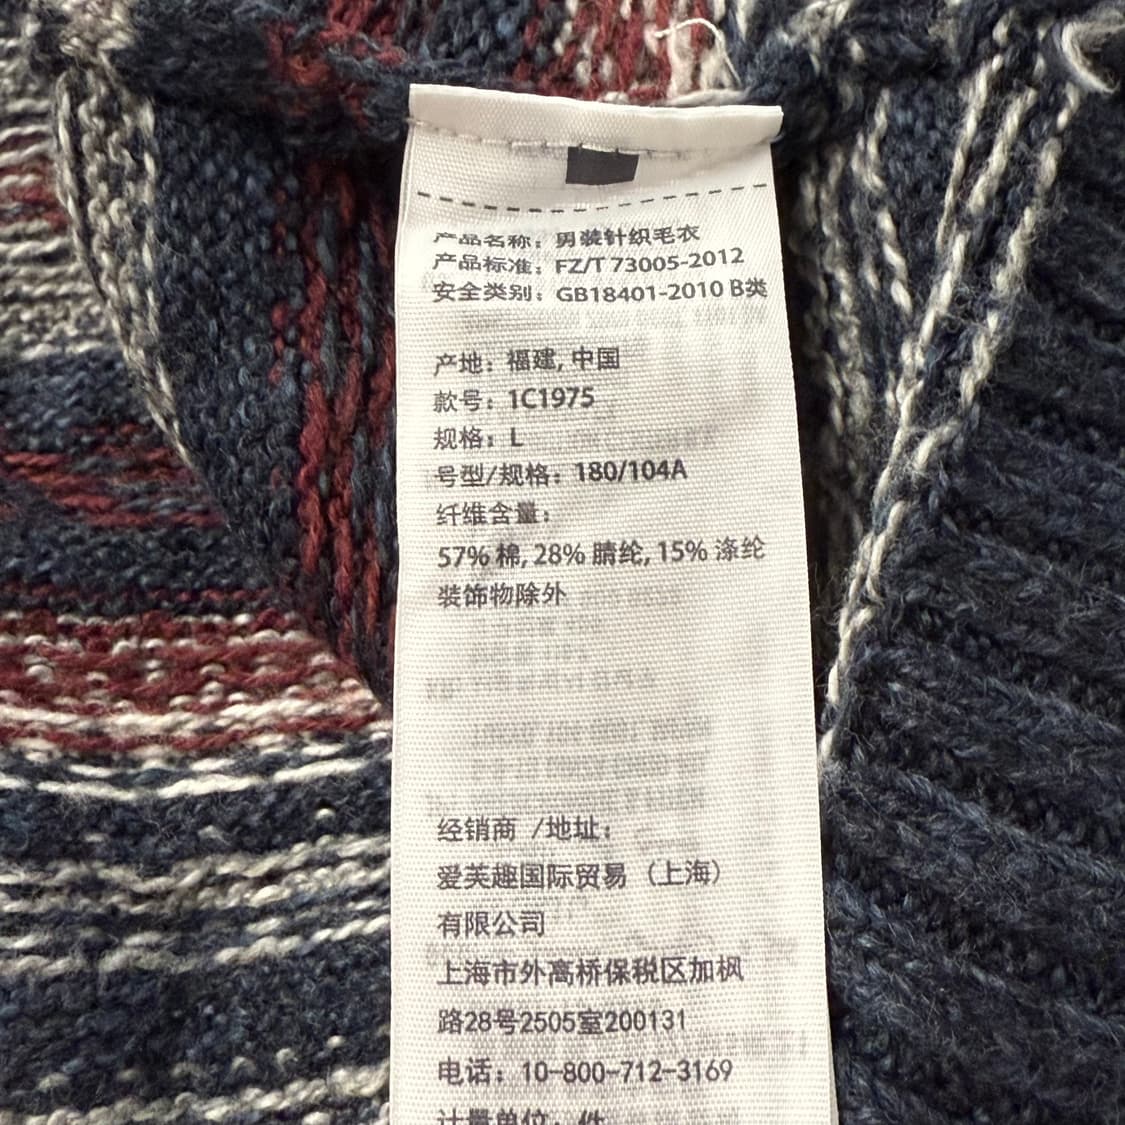 产品名称：男装针织毛衣
产品标准：FZ/T 73005-2012
安全类别：GB18401-2010 B类
产地：福建, 中国
款号：1C1975
规格：L
号型/规格：180/104A
纤维含量：
57% 棉, 28% 腈纶, 15% 涤纶
装饰物除外
经销商 /地址：
爱芙趣国际贸易（上海）
有限公司
上海市外高桥保税区加枫
路28号2505室200131
电话：10-800-712-3169
计量单位：件